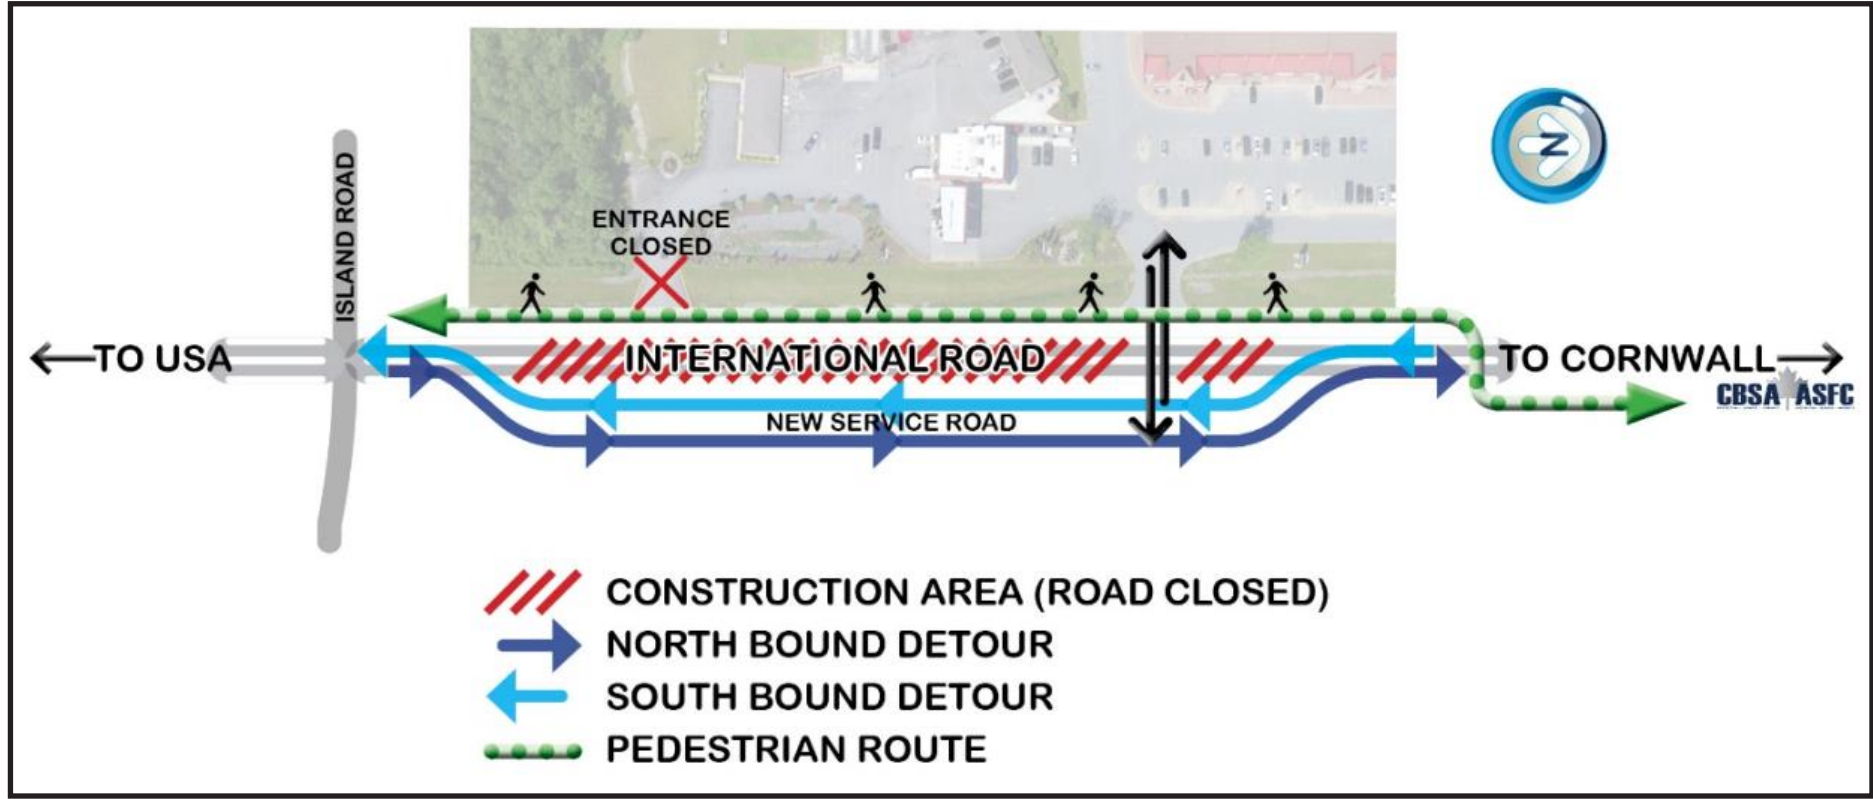 N
ISLAND ROAD
ENTRANCE
CLOSED
TO USA
INTERNATIONAL ROAD
TO CORNWALL
CBSA ASFC
NEW SERVICE ROAD
CONSTRUCTION AREA (ROAD CLOSED)
NORTH BOUND DETOUR
SOUTH BOUND DETOUR
PEDESTRIAN ROUTE